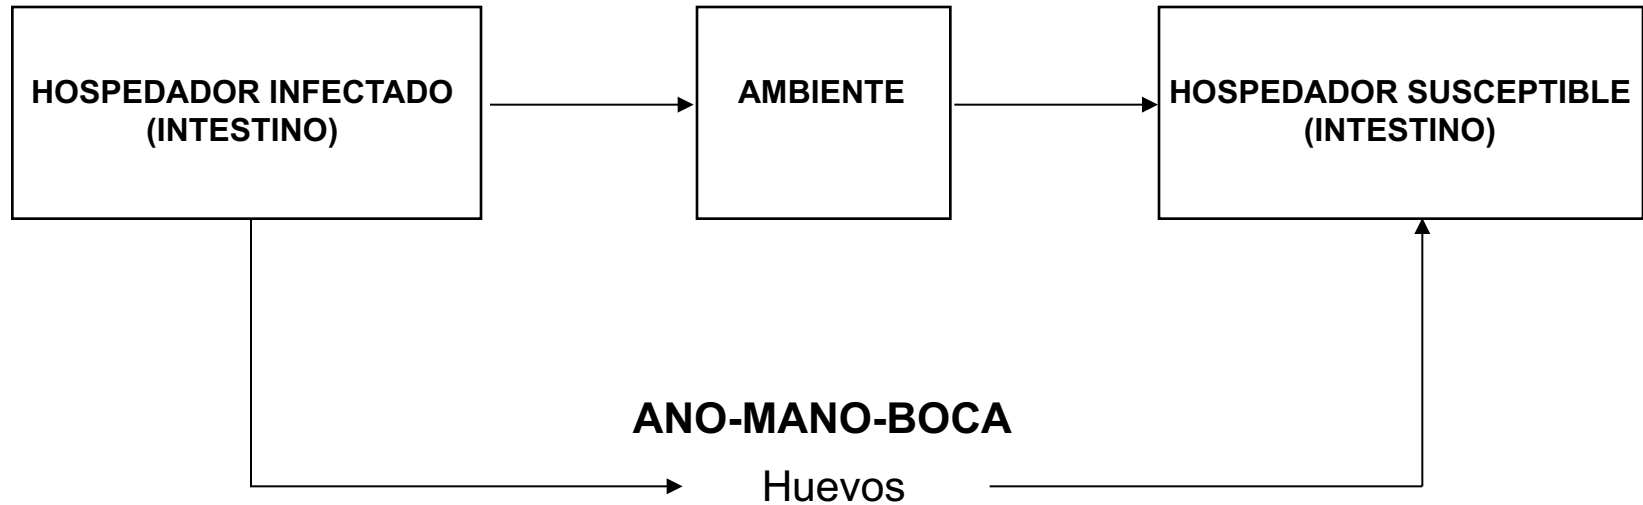 HOSPEDADOR INFECTADO
(INTESTINO)
AMBIENTE
HOSPEDADOR SUSCEPTIBLE
(INTESTINO)
ANO-MANO-BOCA
Huevos